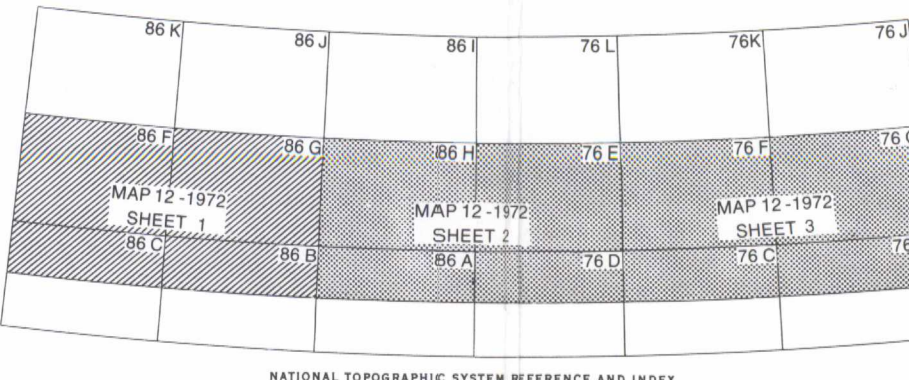 86 K
86 J
86 I
76 L
76K
76 J
86 F
86 G
86 H
76 E
76 F
MAP 12 -1972
SHEET 1
MAP 12 -1972
SHEET 2
MAP 12 -1972
SHEET 3
86 C
86 B
86 A
76 D
76 C
76
NATIONAL TOPOGRAPHIC SYSTEM REFERENCE AND INDEX